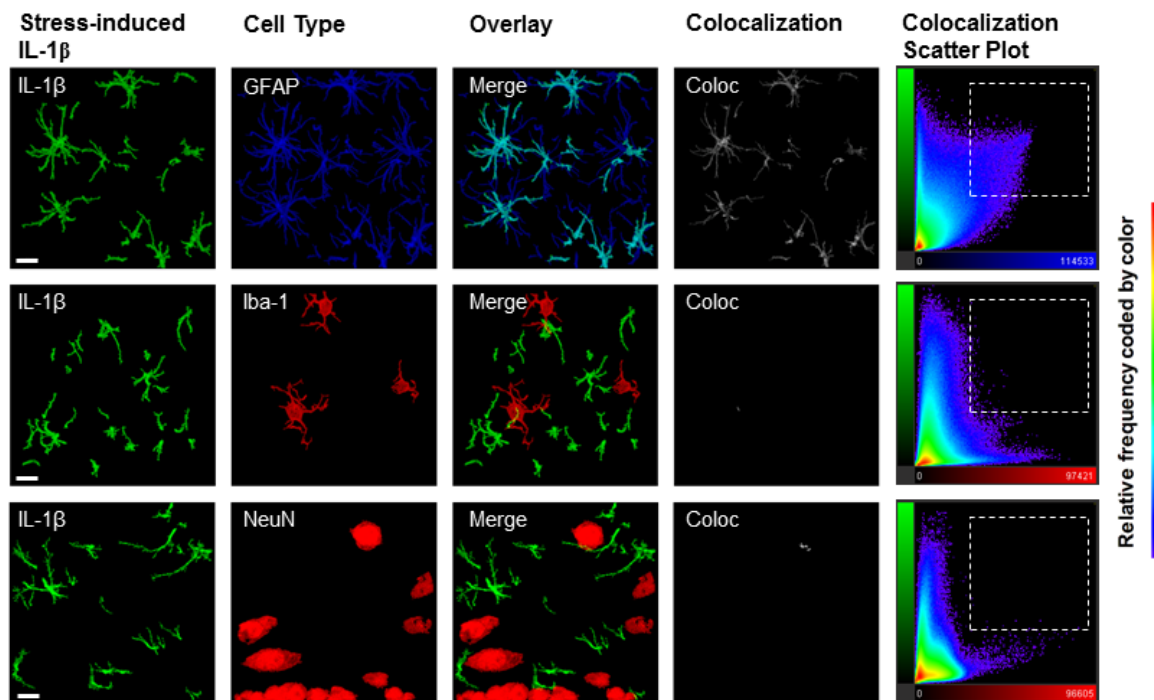 Stress-induced IL-1β
Cell Type
Overlay
Colocalization
Colocalization Scatter Plot
IL-1β
GFAP
Merge
Coloc
0
114533
IL-1β
Iba-1
Merge
Coloc
0
97421
IL-1β
NeuN
Merge
Coloc
0
96605
Relative frequency coded by color